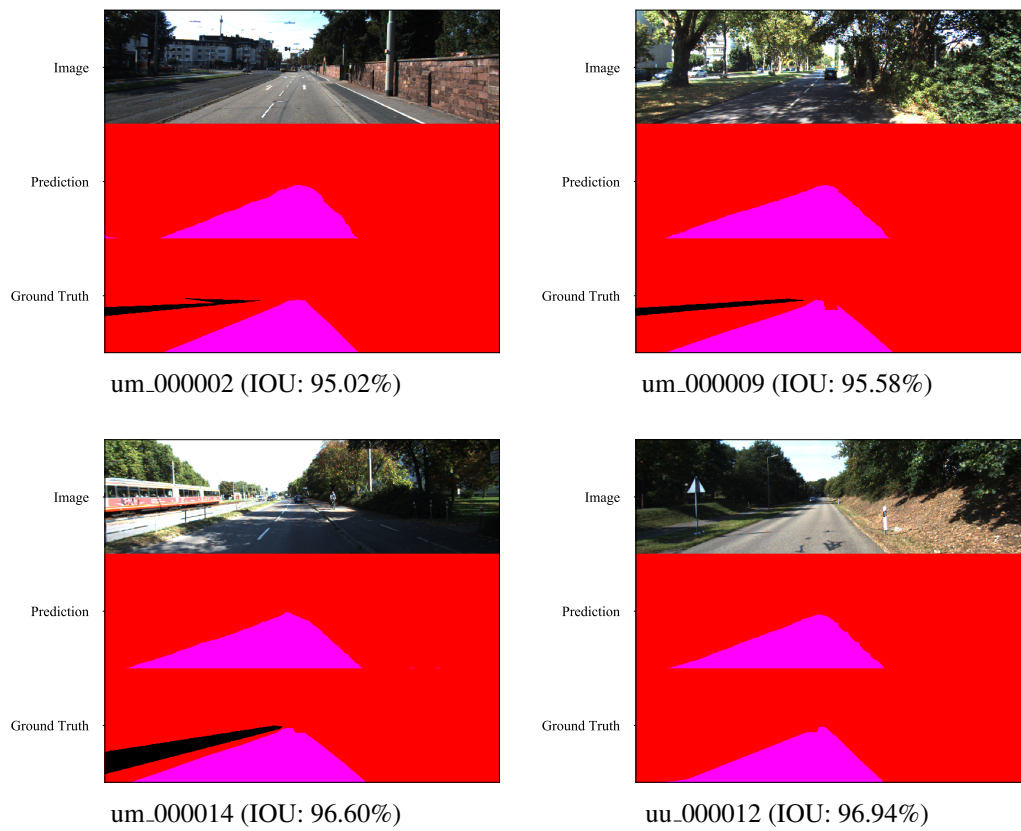 Image
Prediction
Ground Truth
um_000002 (IOU: 95.02%)
Image
Prediction
Ground Truth
um_000009 (IOU: 95.58%)
Image
Prediction
Ground Truth
um_000014 (IOU: 96.60%)
Image
Prediction
Ground Truth
uu_000012 (IOU: 96.94%)